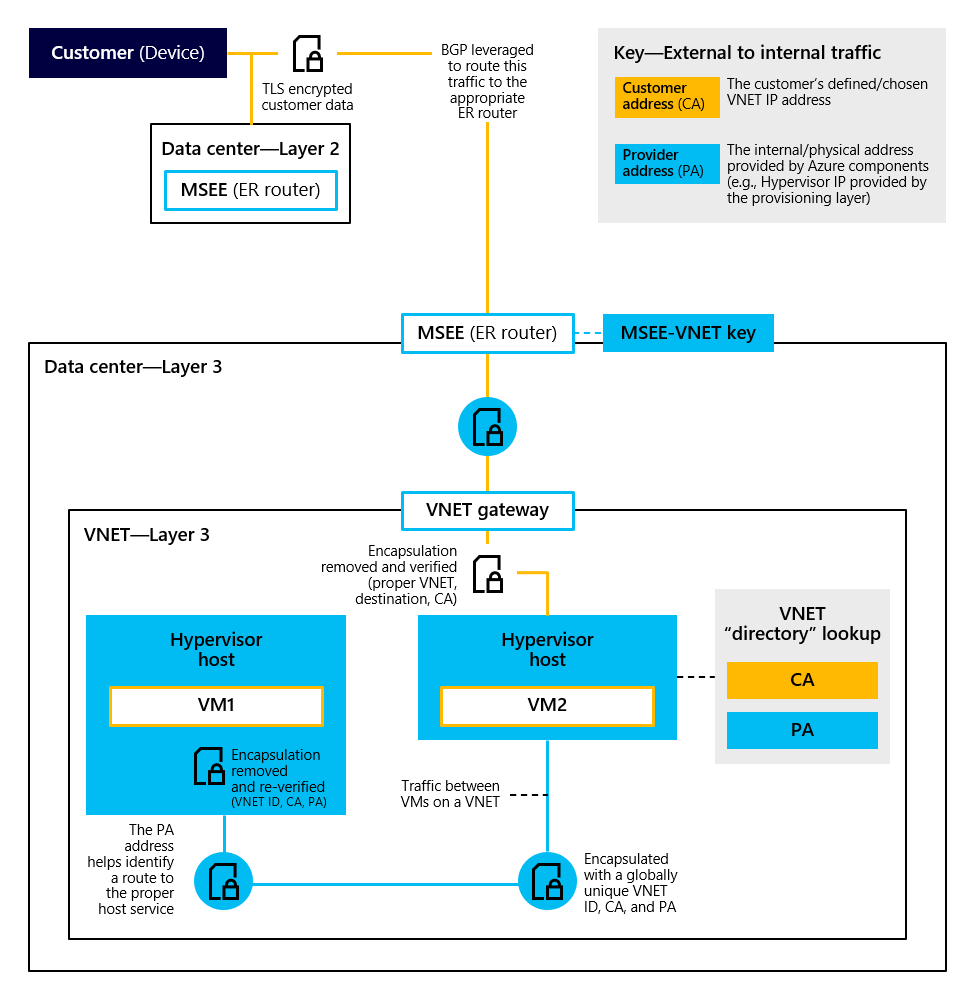 Customer (Device)
TLS encrypted
customer data
BGP leveraged
to route this
traffic to the
appropriate
ER router
Key—External to internal traffic
Customer
address (CA)
The customer's defined/chosen
VNET IP address
Provider
address (PA)
The internal/physical address
provided by Azure components
(e.g., Hypervisor IP provided by
the provisioning layer)
Data center—Layer 2
MSEE (ER router)
MSEE (ER router)
MSEE-VNET key
Data center—Layer 3
VNET gateway
VNET—Layer 3
Encapsulation
removed and verified
(proper VNET,
destination, CA)
Hypervisor
host
VM1
Encapsulation
removed
and re-verified
(VNET ID, CA, PA)
Hypervisor
host
VM2
VNET
“directory” lookup
CA
PA
Traffic between
VMs on a VNET
The PA
address
helps identify
a route to
the proper
host service
Encapsulated
with a globally
unique VNET
ID, CA, and PA